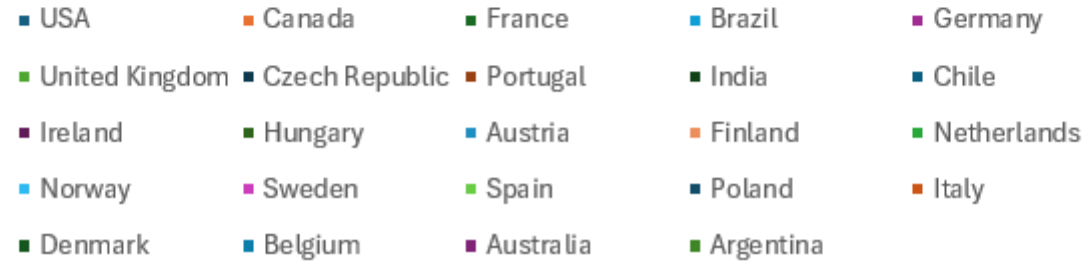 USA Canada France Brazil Germany
United Kingdom Czech Republic Portugal India Chile
Ireland Hungary Austria Finland Netherlands
Norway Sweden Spain Poland Italy
Denmark Belgium Australia Argentina